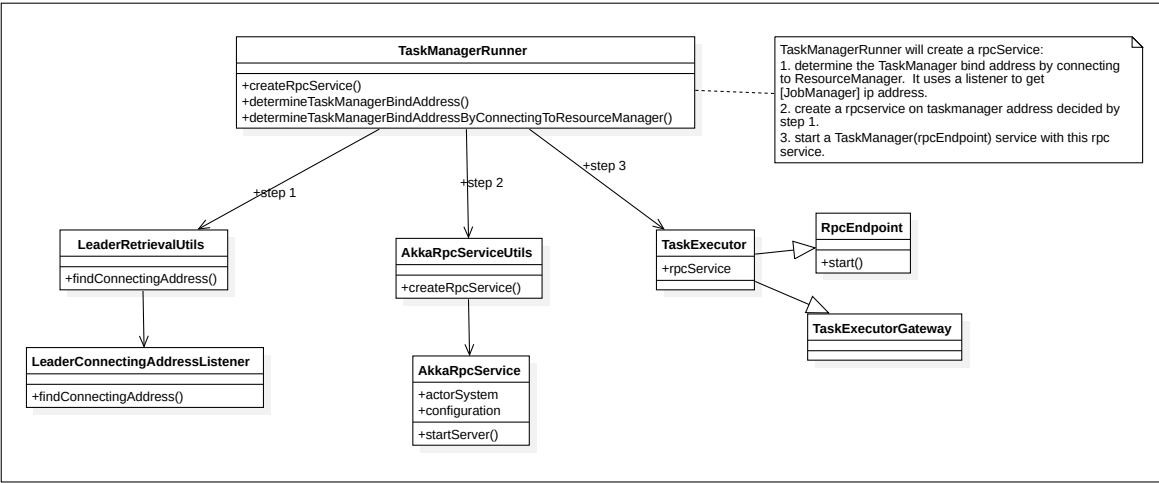 TaskManagerRunner
+createRpcService()
+determineTaskManagerBindAddress()
+determineTaskManagerBindAddressByConnectingToResourceManager()
TaskManagerRunner will create a rpcService:
1. determine the TaskManager bind address by connecting
to ResourceManager.  It uses a listener to get
[JobManager] ip address.
2. create a rpcservice on taskmanager address decided by
step 1.
3. start a TaskManager(rpcEndpoint) service with this rpc
service.
+step 1
+step 2
+step 3
LeaderRetrievalUtils
+findConnectingAddress()
AkkaRpcServiceUtils
+createRpcService()
TaskExecutor
+rpcService
RpcEndpoint
+start()
TaskExecutorGateway
LeaderConnectingAddressListener
+findConnectingAddress()
AkkaRpcService
+actorSystem
+configuration
+startServer()